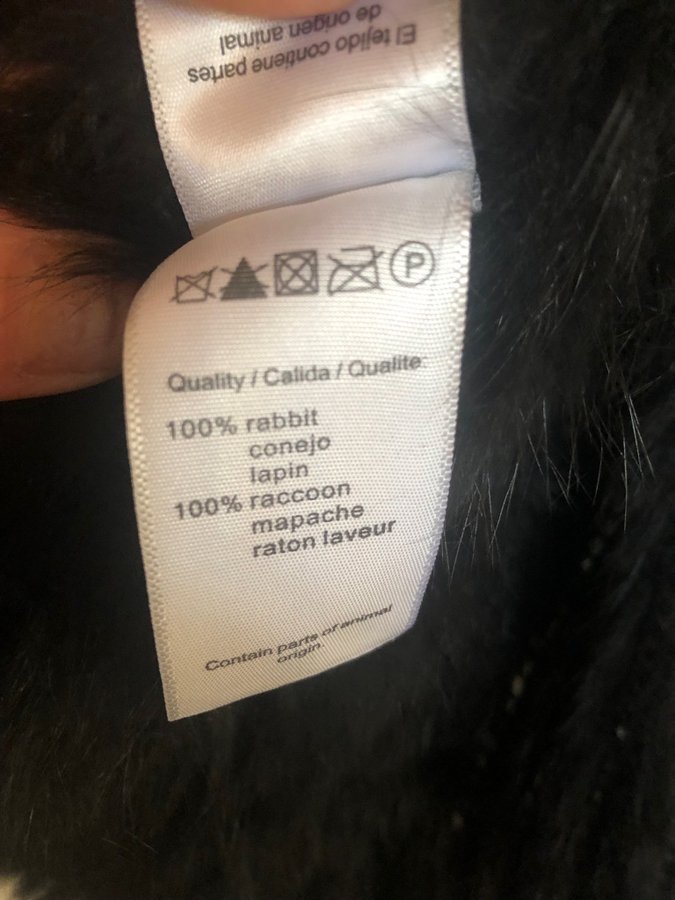 El tejido contiene partes
de origen animal
P
Quality / Calida / Qualite:
100% rabbit
conejo
lapin
100% raccoon
mapache
raton laveur
Contain parts of animal
origin.